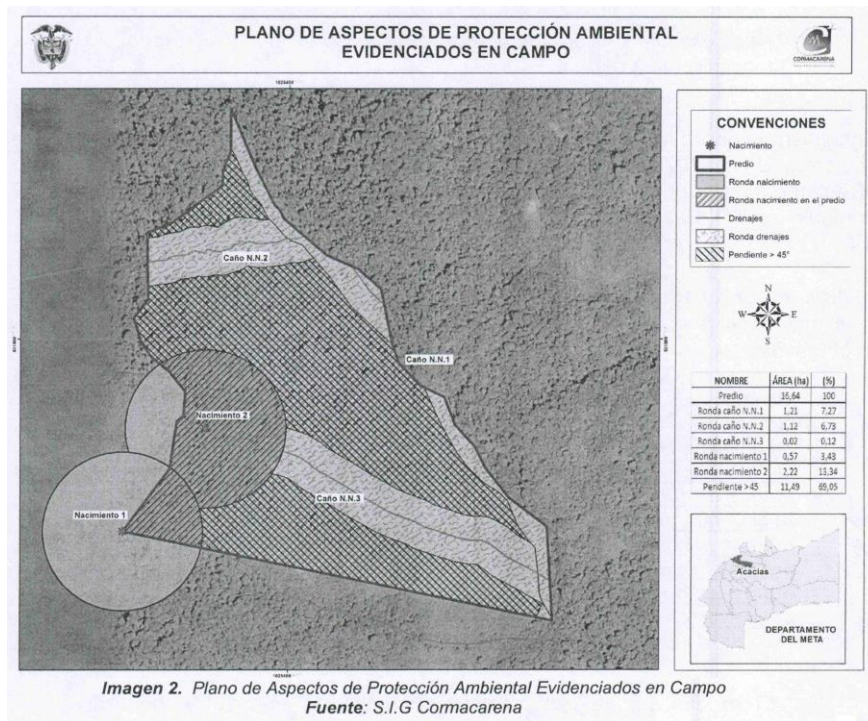 PLANO DE ASPECTOS DE PROTECCIÓN AMBIENTAL
EVIDENCIADOS EN CAMPO
CORMACARENA
CONVENCIONES
Nacimiento
Predio
Ronda naicimiento
Ronda nacimiento en el predio
Drenajes
Ronda drenajes
Pendiente > 45°
Caño N.N.2
Caño N.N.1
Nacimiento 2
Caño N.N.3
Nacimiento 1
N
W E
S
NOMBRE ÁREA (ha) (%)
Predio 16,64 100
Ronda caño N.N.1 1,21 7,27
Ronda caño N.N.2 1,12 6,73
Ronda caño N.N.3 0,02 0,12
Ronda nacimiento 1 0,57 3,43
Ronda nacimiento 2 2,22 13,34
Pendiente >45 11,49 69,05
Acacias
DEPARTAMENTO
DEL META
Imagen 2. Plano de Aspectos de Protección Ambiental Evidenciados en Campo
Fuente: S.I.G Cormacarena